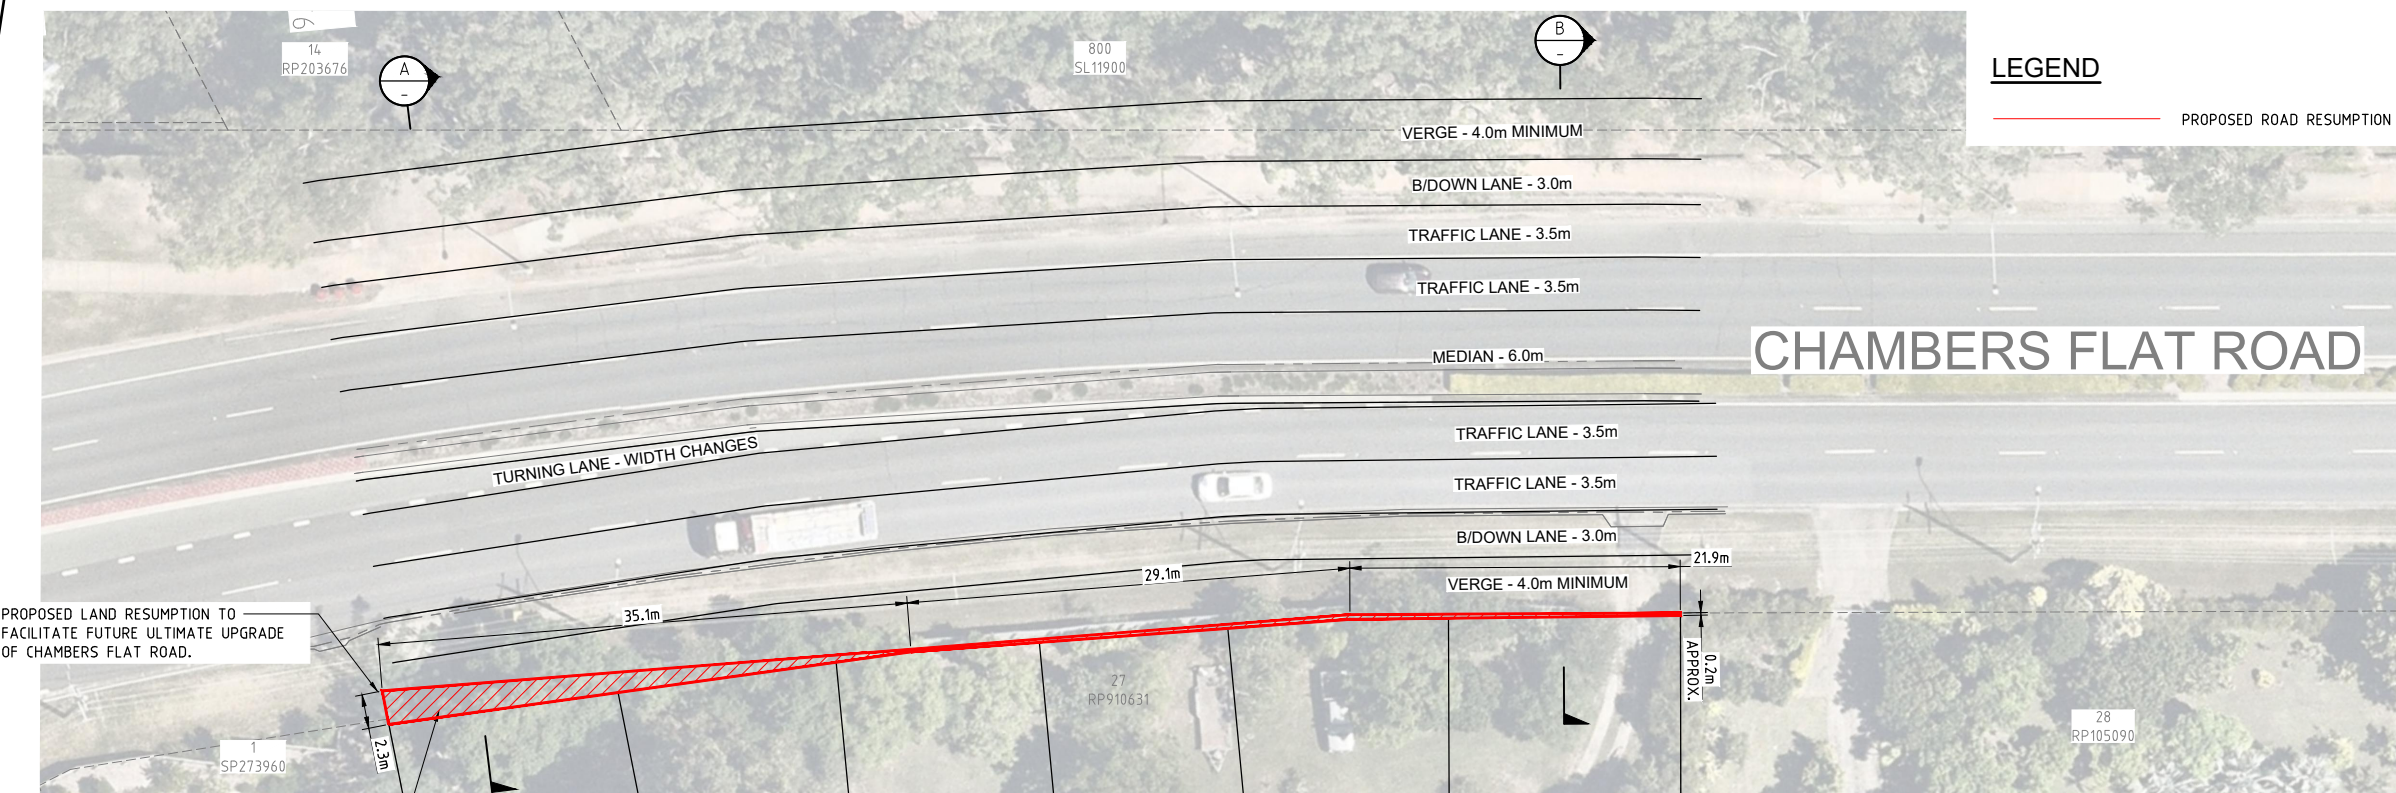 9
14
RP203676
A
-
800
SL11900
B
-
LEGEND
PROPOSED ROAD RESUMPTION
VERGE - 4.0m MINIMUM
B/DOWN LANE - 3.0m
TRAFFIC LANE - 3.5m
TRAFFIC LANE - 3.5m
MEDIAN - 6.0m
CHAMBERS FLAT ROAD
TURNING LANE - WIDTH CHANGES
TRAFFIC LANE - 3.5m
TRAFFIC LANE - 3.5m
B/DOWN LANE - 3.0m
VERGE - 4.0m MINIMUM
21.9m
29.1m
35.1m
PROPOSED LAND RESUMPTION TO
FACILITATE FUTURE ULTIMATE UPGRADE
OF CHAMBERS FLAT ROAD.
2.3m
0.2m
APPROX.
1
SP273960
27
RP910631
28
RP105090